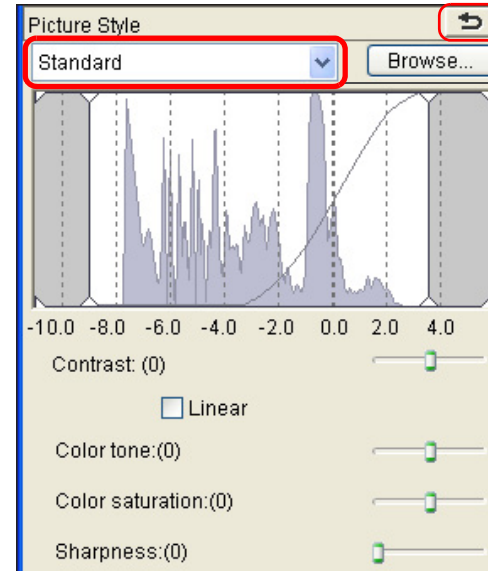 Picture Style
Standard
Browse...
-10.0 -8.0 -6.0 -4.0 -2.0 0.0 2.0 4.0
Contrast: (0)
Linear
Color tone:(0)
Color saturation:(0)
Sharpness:(0)